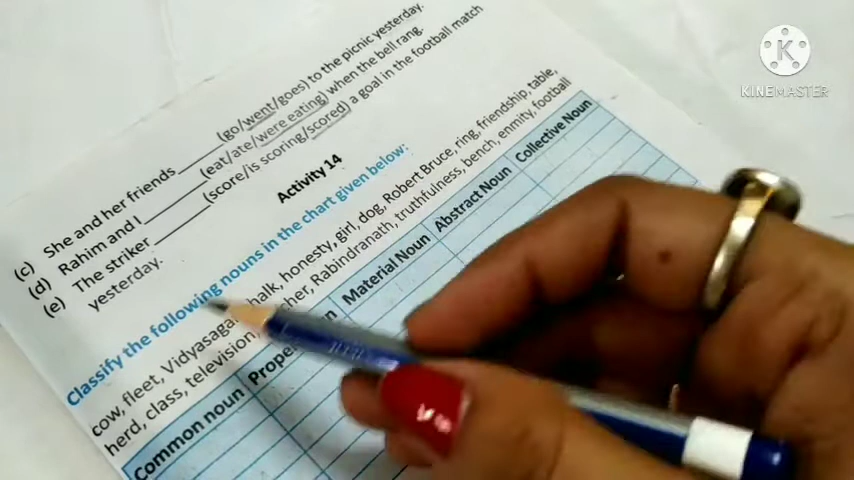 (c) She and her friends ______ (go/went/goes) to the picnic yesterday.
(d) Rahim and I ______ (eat/ate/were eating) when the bell rang.
(e) The striker ______ (score/is scoring/scored) a goal in the football match
yesterday.
Activity 14
Classify the following nouns in the chart given below:
cow, fleet, Vidyasagar, chalk, honesty, girl, dog, Robert Bruce, ring, friendship, table,
herd, class, television, Rabindranath, truthfulness, bench, enmity, football
Common noun Material Noun Abstract Noun Collective Noun
KINEMASTER